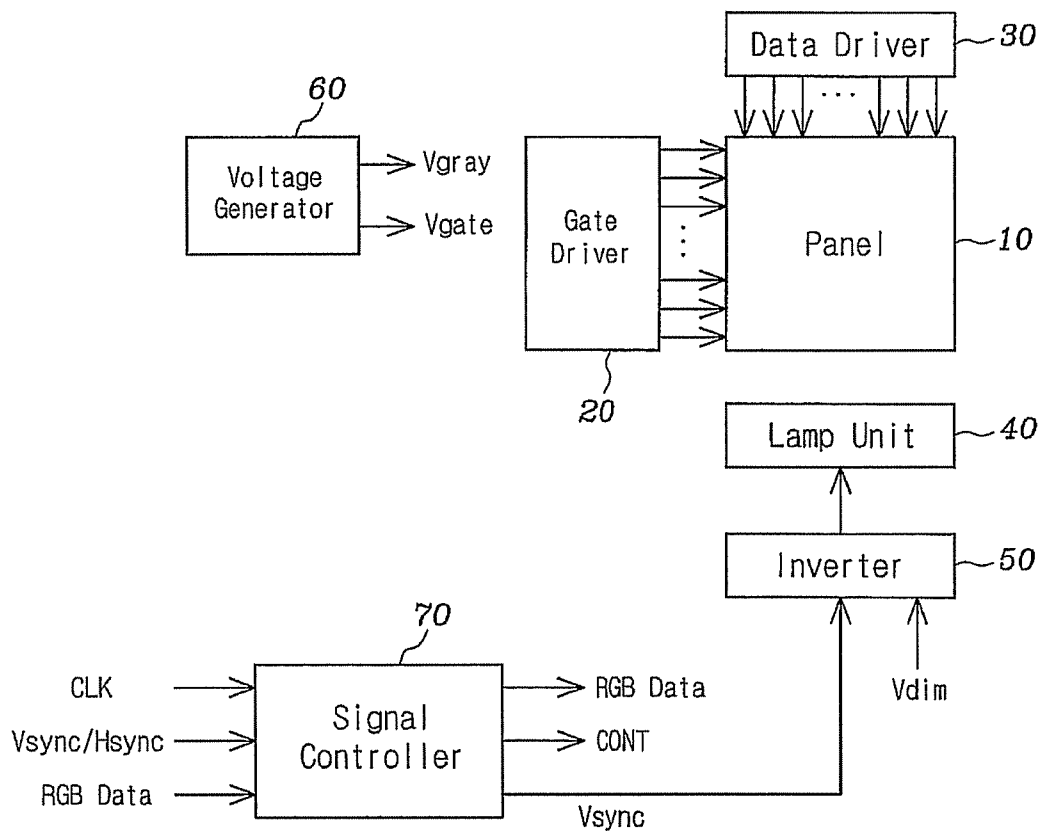 Data Driver
30
60
Voltage
Generator
Vgray
Vgate
Gate
Driver
Panel
10
20
Lamp Unit
40
Inverter
50
70
CLK
Vsync/Hsync
RGB Data
Signal
Controller
RGB Data
CONT
Vsync
Vdim